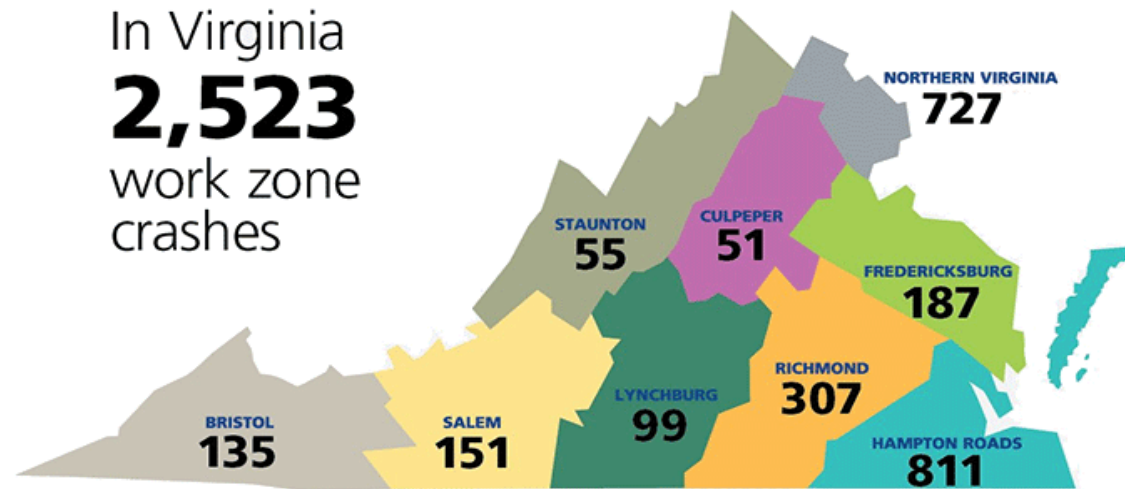 In Virginia
2,523
work zone
crashes
NORTHERN VIRGINIA
727
STAUNTON
55
CULPEPER
51
FREDERICKSBURG
187
RICHMOND
307
LYNCHBURG
99
BRISTOL
135
SALEM
151
HAMPTON ROADS
811